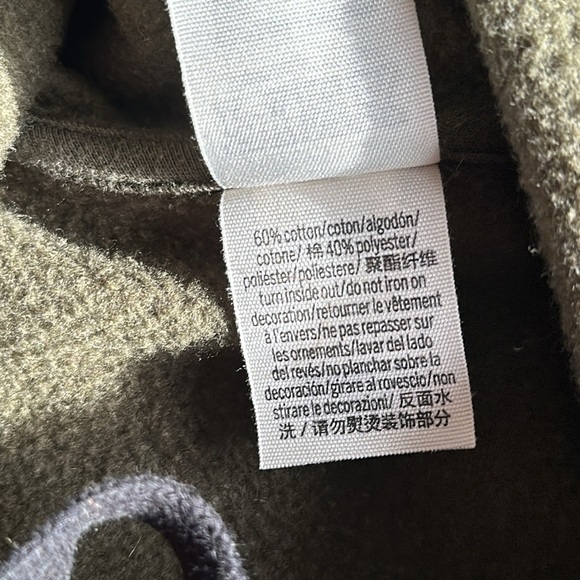 60% cotton/coton/algodón/
cotone/ 棉 40% polyester/
poliéster/poliestere/ 聚酯纤维
turn inside out/do not iron on
decoration/retourner le vêtement
à l'envers/ne pas repasser sur
les ornements/lavar del lado
del revés/no planchar sobre la
decoración/girare al rovescio/non
stirare le decorazioni/ 反面水
洗 / 请勿熨烫装饰部分